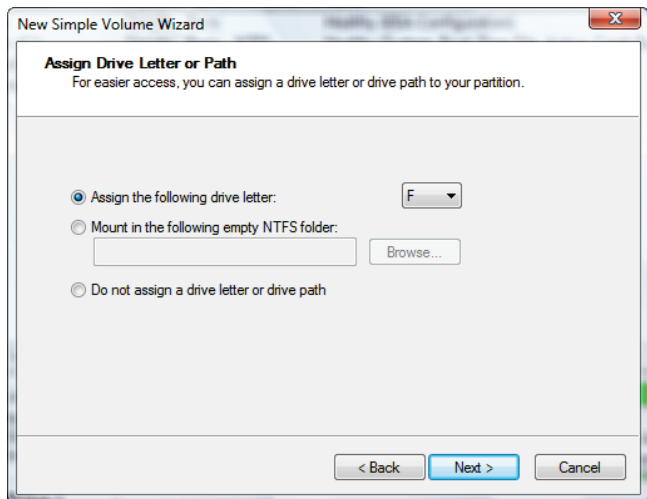 New Simple Volume Wizard
Assign Drive Letter or Path
For easier access, you can assign a drive letter or drive path to your partition.
Assign the following drive letter:
F
Mount in the following empty NTFS folder:
Browse...
Do not assign a drive letter or drive path
< Back
Next >
Cancel